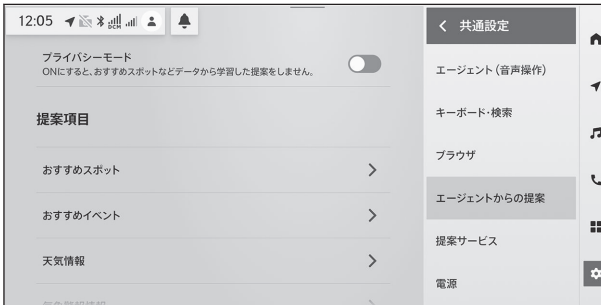 12:05
DCM
プライバシーモード
ONにすると、おすすめスポットなどデータから学習した提案をしません。
提案項目
おすすめスポット
おすすめイベント
天気情報
共通設定
エージェント（音声操作）
キーボード・検索
ブラウザ
エージェントからの提案
提案サービス
電源